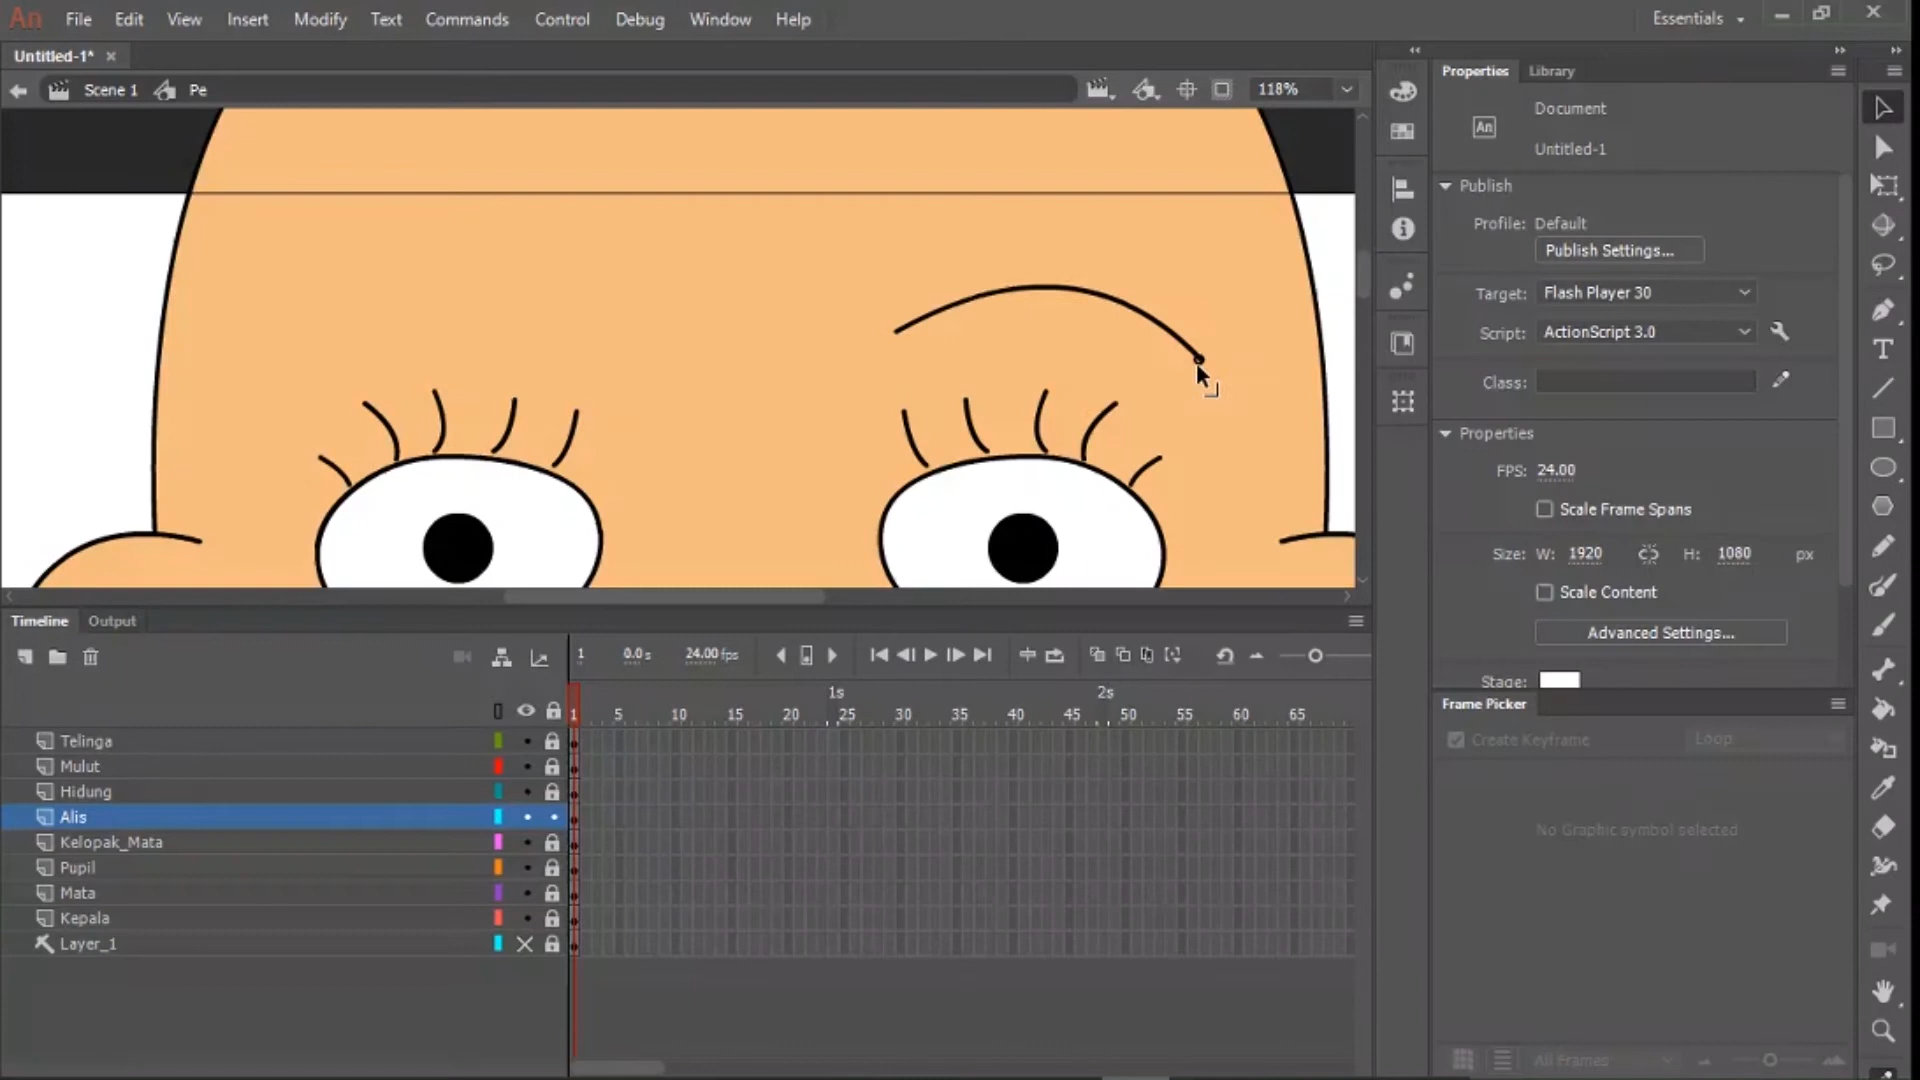 An File Edit View Insert Modify Text Commands Control Debug Window Help Essentials
Untitled-1*
Scene 1 Pe 118%
Properties Library
Document
An
Untitled-1
Publish
Profile: Default
Publish Settings...
Target: Flash Player 30
Script: ActionScript 3.0
Class:
Properties
FPS: 24.00
Scale Frame Spans
Size: W: 1920 H: 1080 px
Scale Content
Advanced Settings...
Stage:
Timeline Output
1 0.0 s 24.00 fps
1s 2s
1 5 10 15 20 25 30 35 40 45 50 55 60 65
Telinga
Mulut
Hidung
Alis
Kelopak_Mata
Pupil
Mata
Kepala
Layer_1
Frame Picker
Create Keyframe Loop
No Graphic symbol selected
All Frames